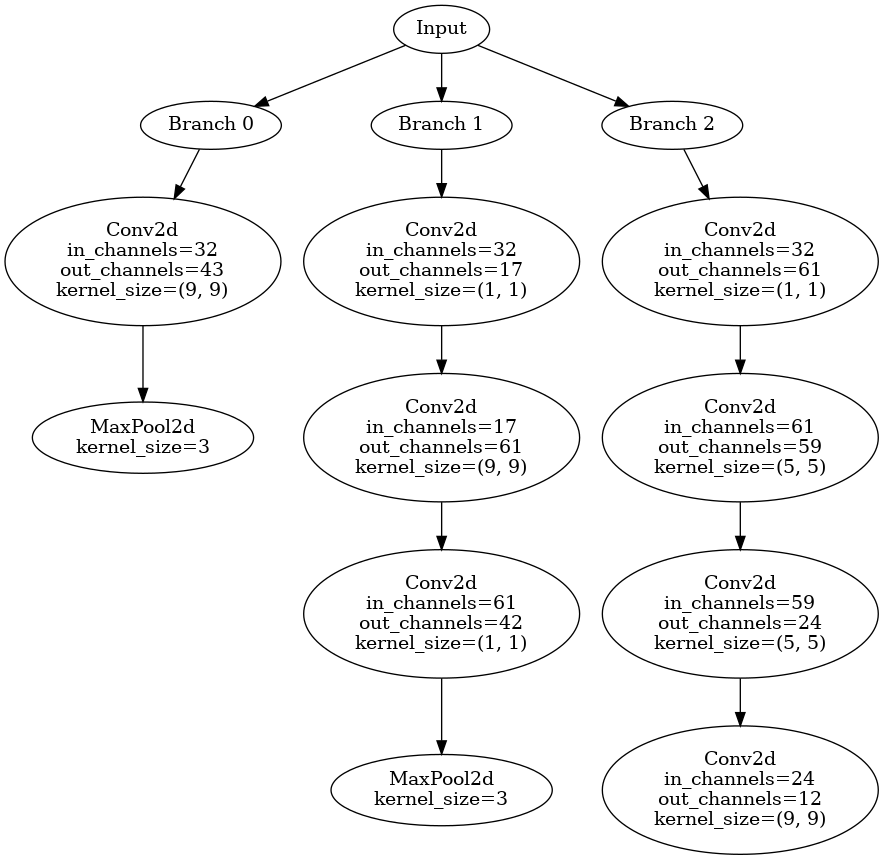 Input
Branch 0
Branch 1
Branch 2
Conv2d
in_channels=32
out_channels=43
kernel_size=(9, 9)
Conv2d
in_channels=32
out_channels=17
kernel_size=(1, 1)
Conv2d
in_channels=32
out_channels=61
kernel_size=(1, 1)
MaxPool2d
kernel_size=3
Conv2d
in_channels=17
out_channels=61
kernel_size=(9, 9)
Conv2d
in_channels=61
out_channels=59
kernel_size=(5, 5)
Conv2d
in_channels=61
out_channels=42
kernel_size=(1, 1)
Conv2d
in_channels=59
out_channels=24
kernel_size=(5, 5)
MaxPool2d
kernel_size=3
Conv2d
in_channels=24
out_channels=12
kernel_size=(9, 9)